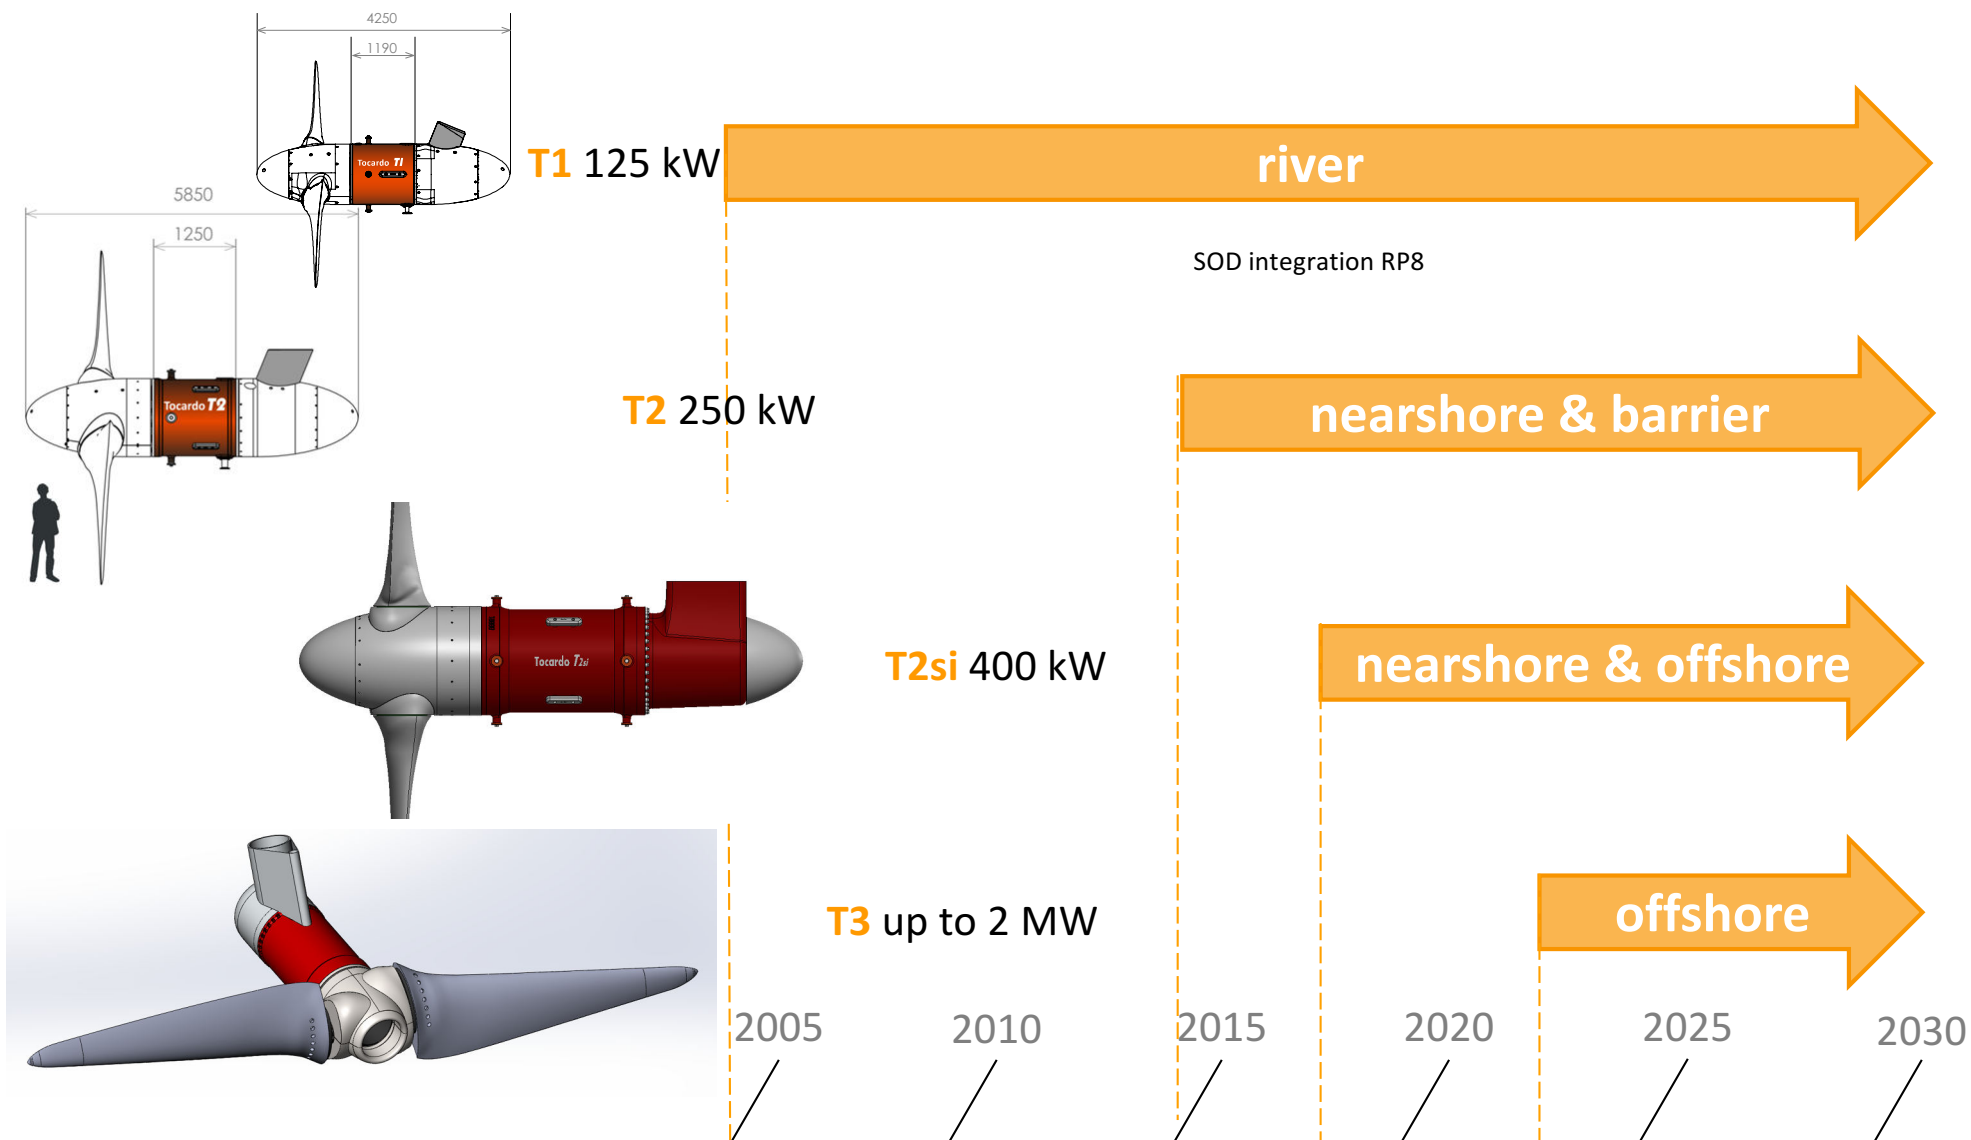 4250
1190
Tocardo T1
T1 125 kW
river
5850
1250
SOD integration RP8
Tocardo T2
T2 250 kW
nearshore & barrier
Tocardo T2si
T2si 400 kW
nearshore & offshore
T3 up to 2 MW
offshore
2005
2010
2015
2020
2025
2030